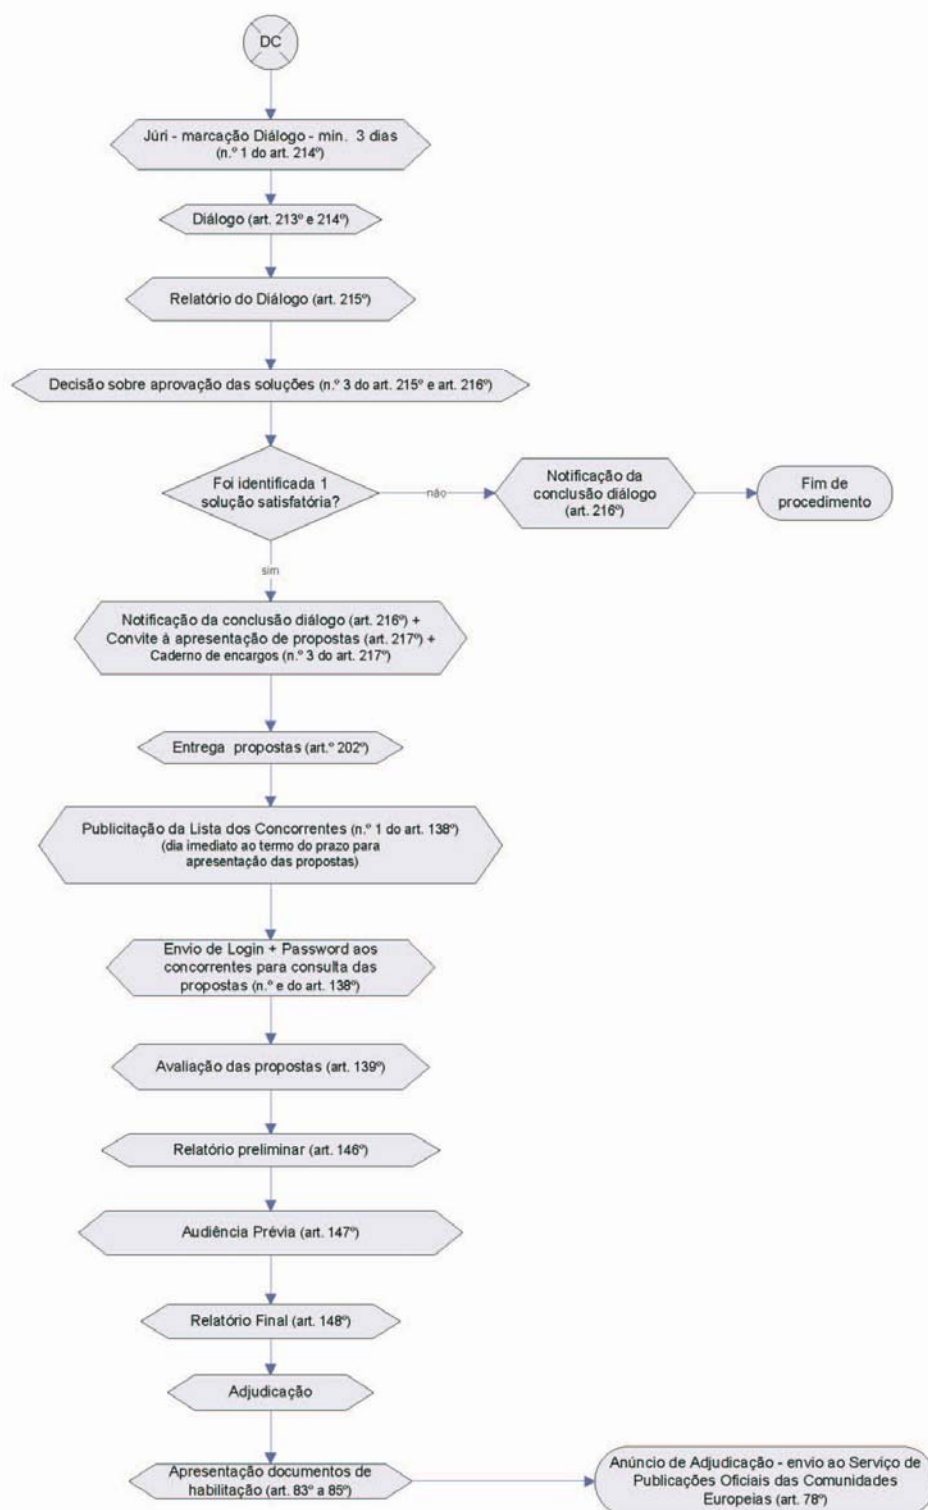 DC
Júri - marcação Diálogo - min. 3 dias
(n.º 1 do art. 214º)
Diálogo (art. 213º e 214º)
Relatório do Diálogo (art. 215º)
Decisão sobre aprovação das soluções (n.º 3 do art. 215º e art. 216º)
Foi identificada 1
solução satisfatória?
não
Notificação da
conclusão diálogo
(art. 216º)
Fim de
procedimento
sim
Notificação da conclusão diálogo (art. 216º) +
Convite à apresentação de propostas (art. 217º) +
Caderno de encargos (n.º 3 do art. 217º)
Entrega propostas (art.º 202º)
Publicitação da Lista dos Concorrentes (n.º 1 do art. 138º)
(dia imediato ao termo do prazo para
apresentação das propostas)
Envio de Login + Password aos
concorrentes para consulta das
propostas (n.º e do art. 138º)
Avaliação das propostas (art. 139º)
Relatório preliminar (art. 146º)
Audiência Prévia (art. 147º)
Relatório Final (art. 148º)
Adjudicação
Apresentação documentos de
habilitação (art. 83º a 85º)
Anúncio de Adjudicação - envio ao Serviço de
Publicações Oficiais das Comunidades
Europeias (art. 78º)